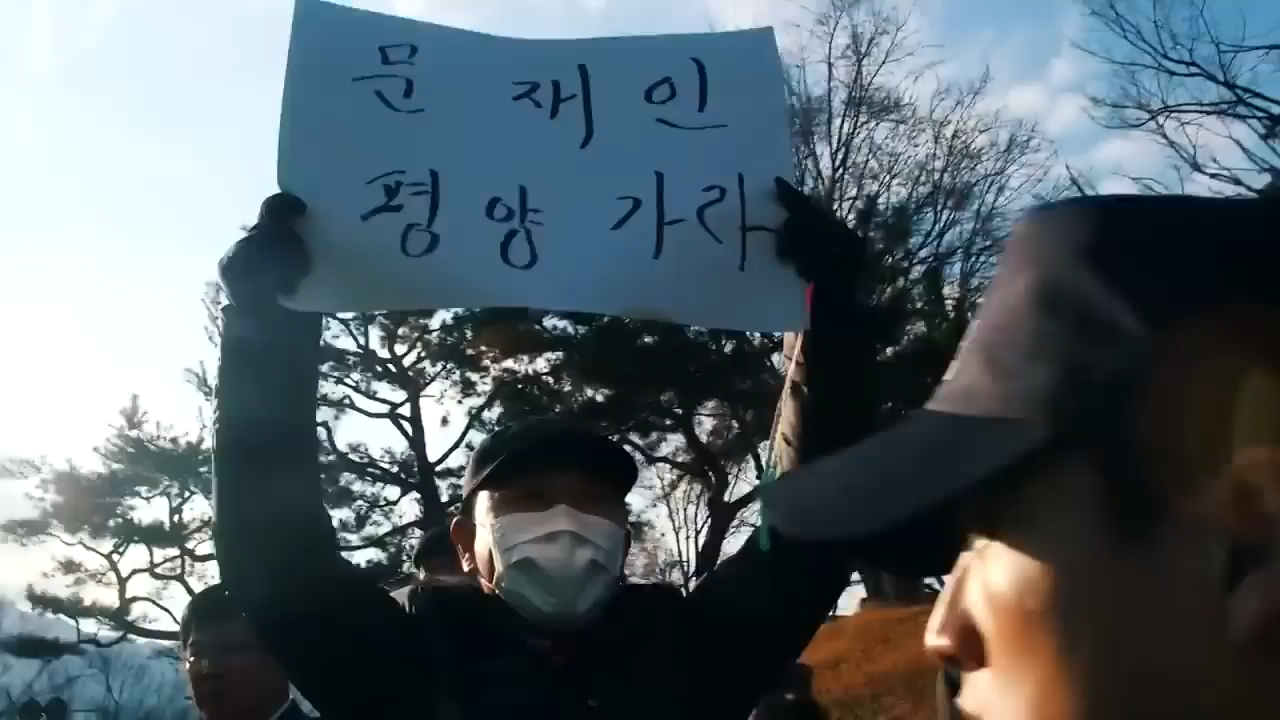 문 재 인
평 양 가 라